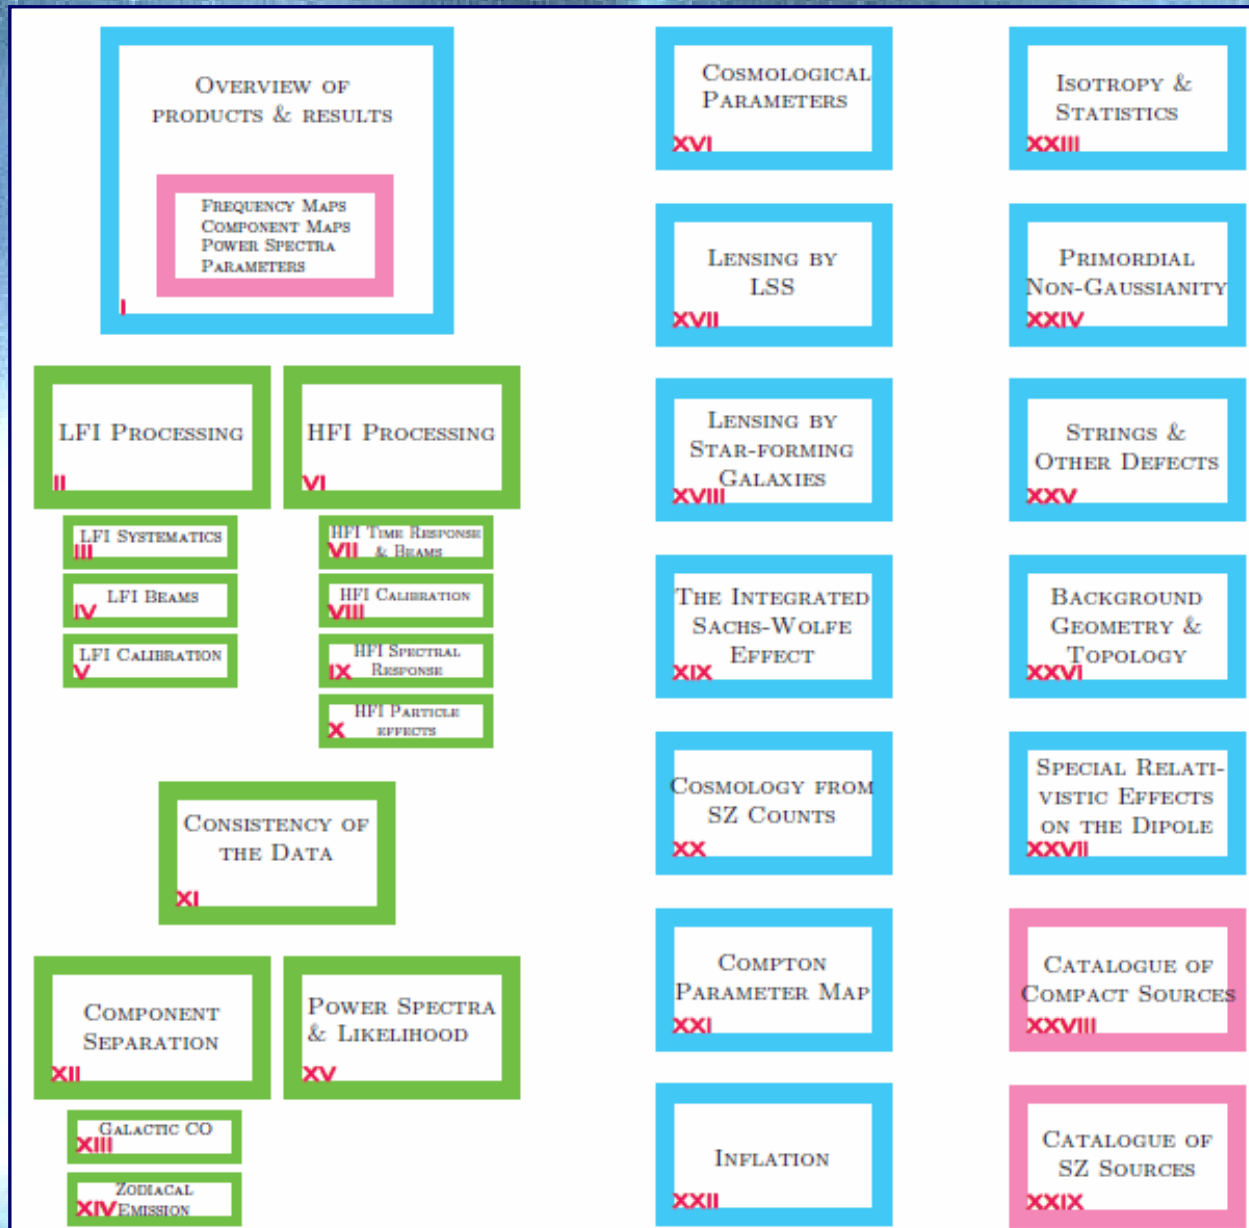 OVERVIEW OF
PRODUCTS & RESULTS
FREQUENCY MAPS
COMPONENT MAPS
POWER SPECTRA
PARAMETERS
I
LFI PROCESSING
II
LFI SYSTEMATICS
III
LFI BEAMS
IV
LFI CALIBRATION
V
HFI PROCESSING
VI
HFI TIME RESPONSE
& BEAMS
VII
HFI CALIBRATION
VIII
HFI SPECTRAL
RESPONSE
IX
HFI PARTICLE
EFFECTS
X
CONSISTENCY OF
THE DATA
XI
COMPONENT
SEPARATION
XII
GALACTIC CO
XIII
ZODIACAL
EMISSION
XIV
POWER SPECTRA
& LIKELIHOOD
XV
COSMOLOGICAL
PARAMETERS
XVI
LENSING BY
LSS
XVII
LENSING BY
STAR-FORMING
GALAXIES
XVIII
THE INTEGRATED
SACHS-WOLFE
EFFECT
XIX
COSMOLOGY FROM
SZ COUNTS
XX
COMPTON
PARAMETER MAP
XXI
INFLATION
XXII
ISOTROPY &
STATISTICS
XXIII
PRIMORDIAL
NON-GAUSSIANITY
XXIV
STRINGS &
OTHER DEFECTS
XXV
BACKGROUND
GEOMETRY &
TOPOLOGY
XXVI
SPECIAL RELATI-
VISTIC EFFECTS
ON THE DIPOLE
XXVII
CATALOGUE OF
COMPACT SOURCES
XXVIII
CATALOGUE OF
SZ SOURCES
XXIX